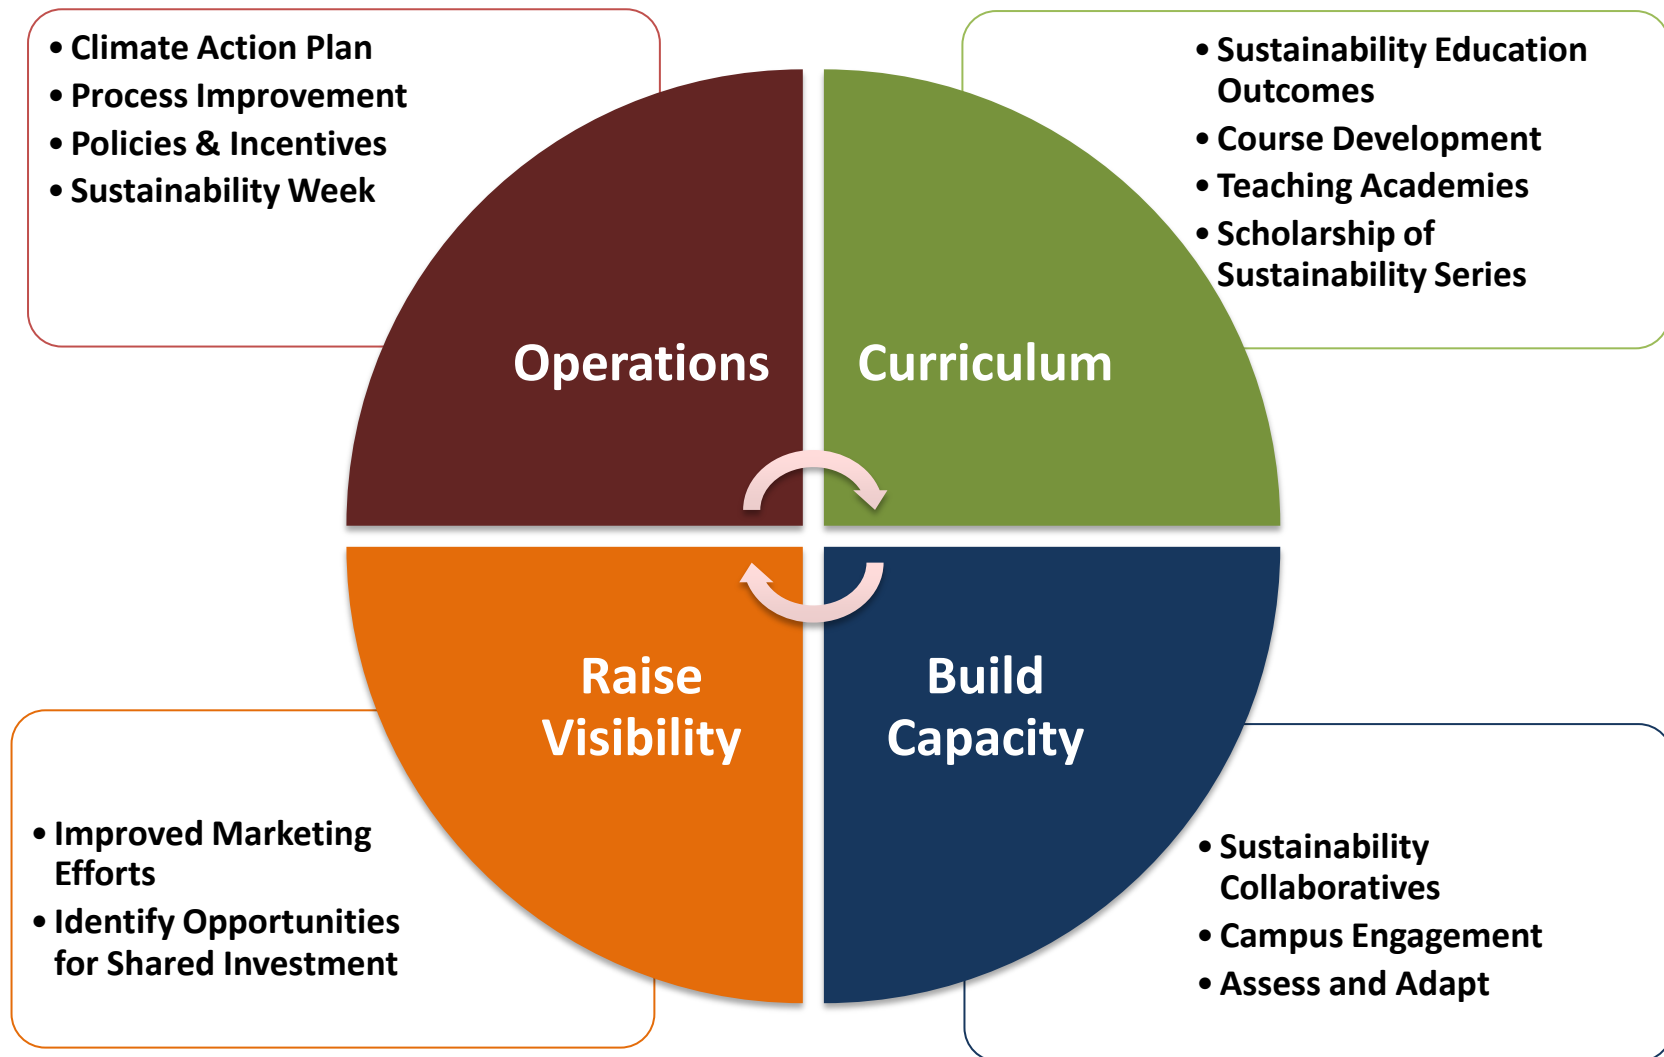 • Climate Action Plan
• Process Improvement
• Policies & Incentives
• Sustainability Week
• Sustainability Education
Outcomes
• Course Development
• Teaching Academies
• Scholarship of
Sustainability Series
Operations
Curriculum
Raise
Visibility
Build
Capacity
• Improved Marketing
Efforts
• Identify Opportunities
for Shared Investment
• Sustainability
Collaboratives
• Campus Engagement
• Assess and Adapt